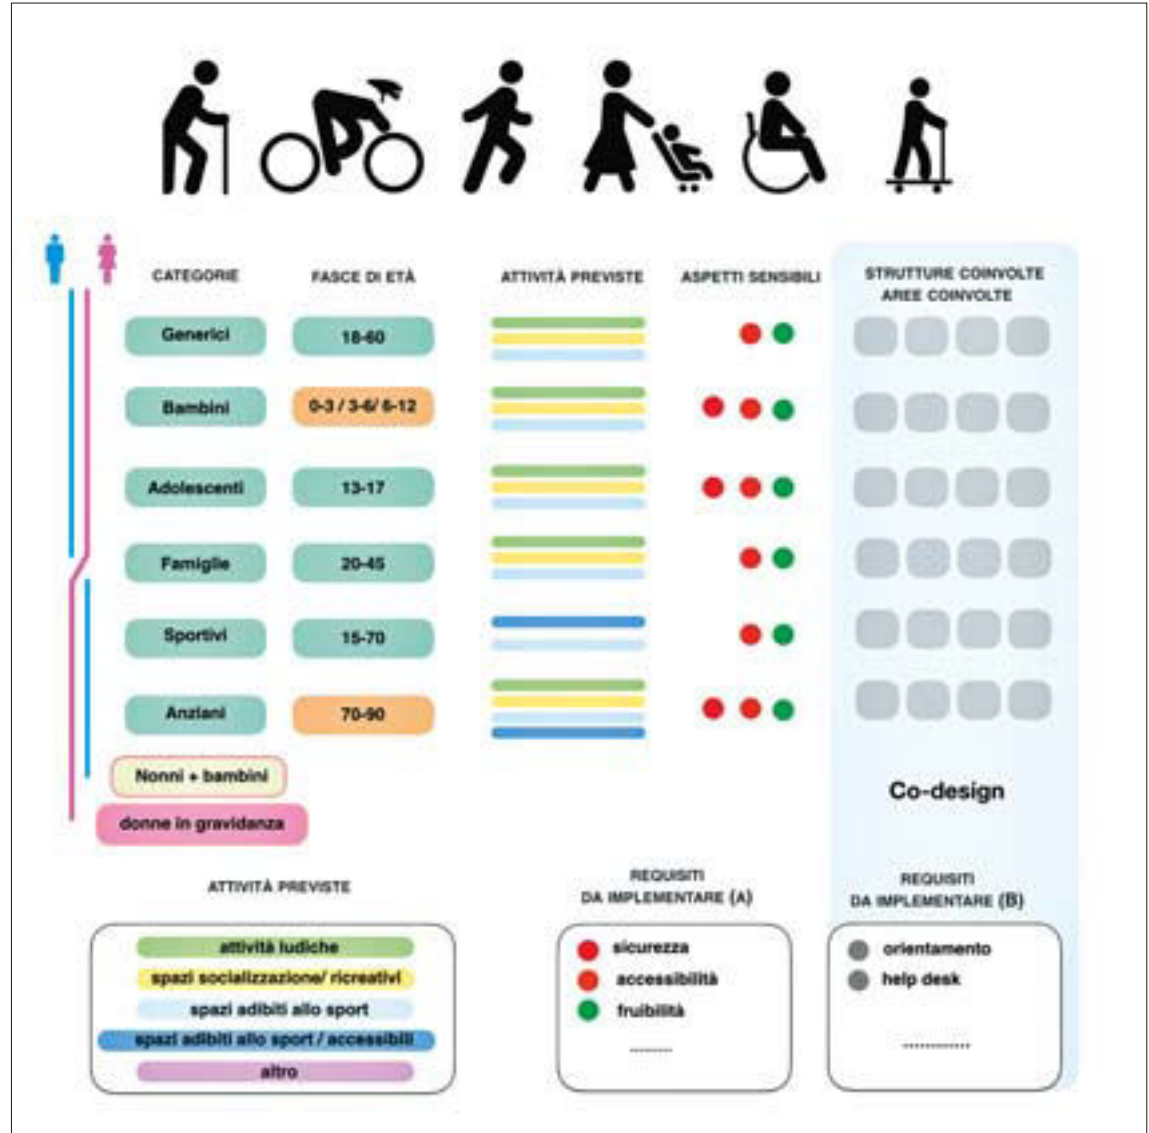 CATEGORIE
FASCE DI ETÀ
ATTIVITÀ PREVISTE
ASPETTI SENSIBILI
STRUTTURE COINVOLTE
AREE COINVOLTE
Generici
18-60
Bambini
0-3 / 3-6/ 6-12
Adolescenti
13-17
Famiglie
20-45
Sportivi
15-70
Anziani
70-90
Nonni + bambini
donne in gravidanza
Co-design
ATTIVITÀ PREVISTE
attività ludiche
spazi socializzazione/ ricreativi
spazi adibiti allo sport
spazi adibiti allo sport / accessibili
altro
REQUISITI
DA IMPLEMENTARE (A)
sicurezza
accessibilità
fruibilità
........
REQUISITI
DA IMPLEMENTARE (B)
orientamento
help desk
............